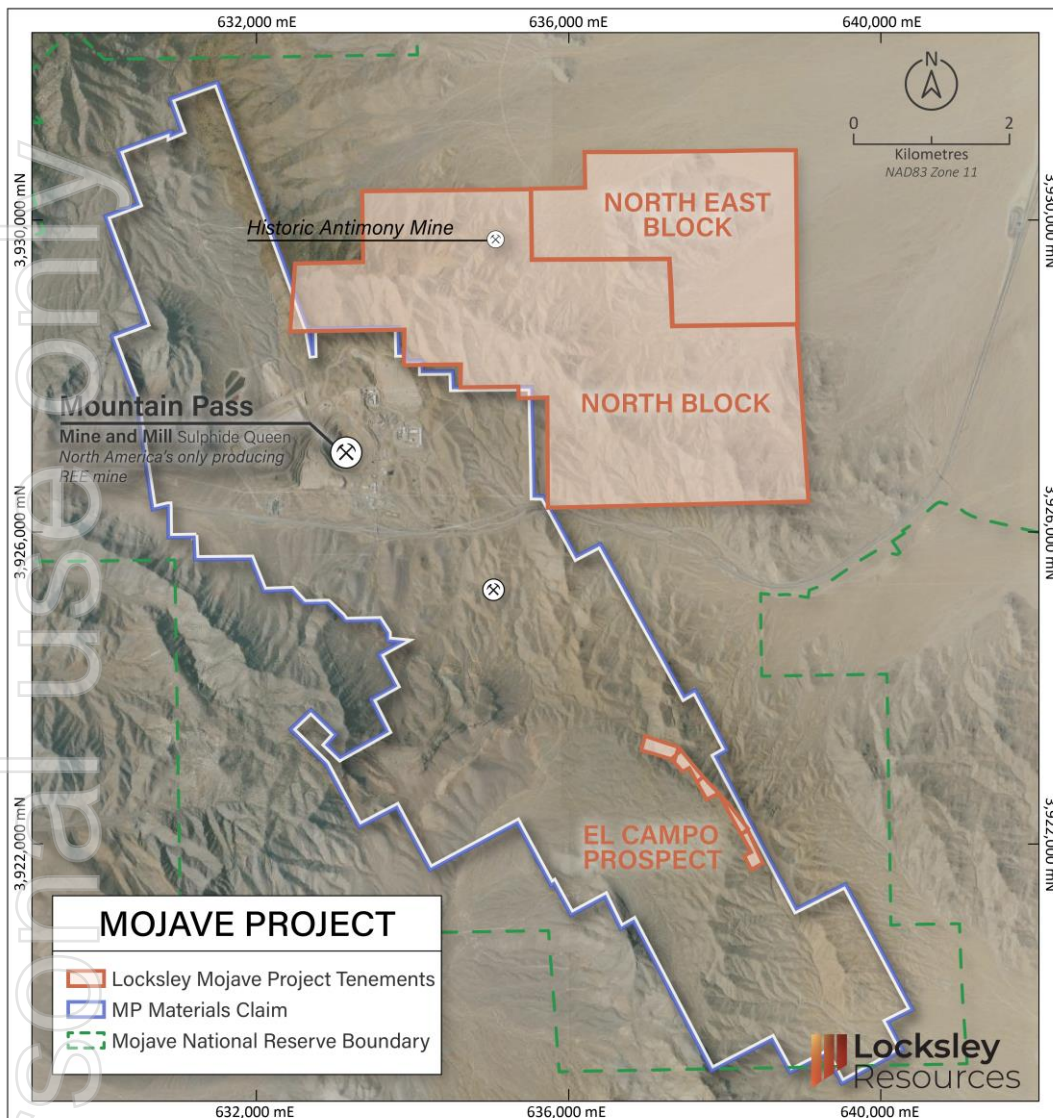 632,000 mE
636,000 mE
640,000 mE
N
0
2
Kilometres
NAD83 Zone 11
3,930,000 mN
3,930,000 mN
NORTH EAST
BLOCK
Historic Antimony Mine
NORTH BLOCK
Mountain Pass
Mine and Mill Sulphide Queen
North America's only producing
REE mine
3,926,000 mN
3,926,000 mN
EL CAMPO
PROSPECT
3,922,000 mN
3,922,000 mN
MOJAVE PROJECT
Locksley Mojave Project Tenements
MP Materials Claim
Mojave National Reserve Boundary
Locksley
Resources
632,000 mE
636,000 mE
640,000 mE
sonal use only